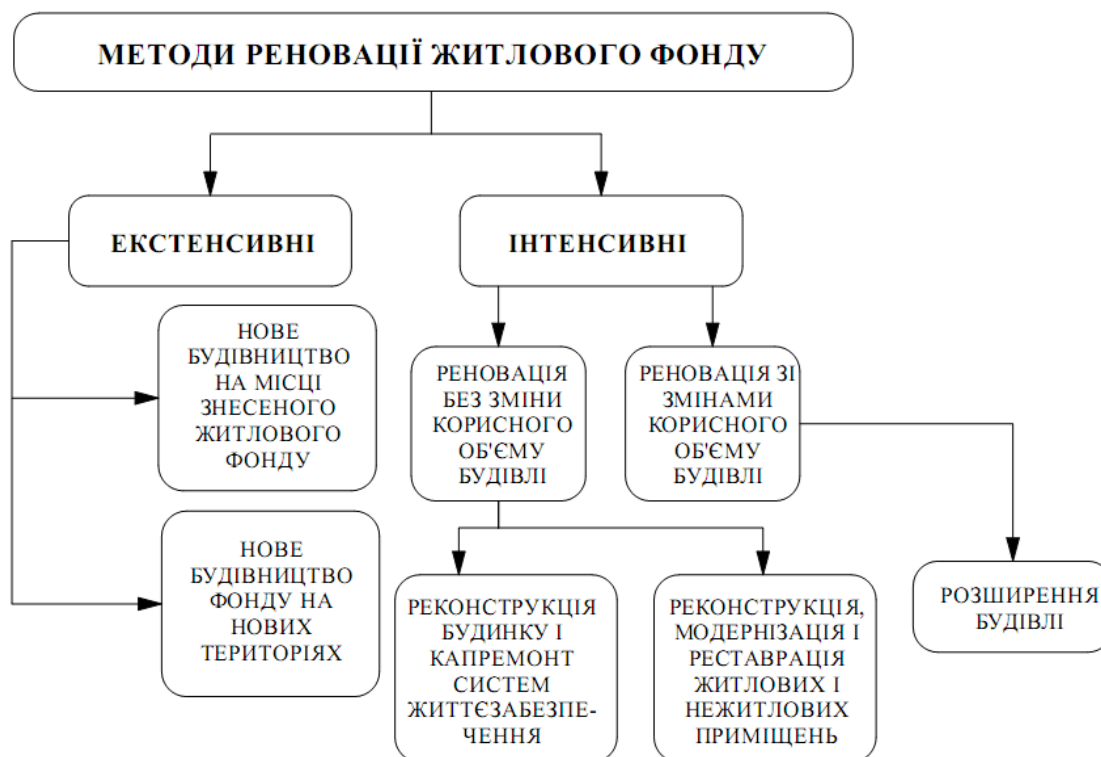 МЕТОДИ РЕНОВАЦІЇ ЖИТЛОВОГО ФОНДУ
ЕКСТЕНСИВНІ
ІНТЕНСИВНІ
НОВЕ
БУДІВНИЦТВО
НА МІСЦІ
ЗНЕСЕНОГО
ЖИТЛОВОГО
ФОНДУ
НОВЕ
БУДІВНИЦТВО
ФОНДУ НА
НОВИХ
ТЕРИТОРІЯХ
РЕНОВАЦІЯ
БЕЗ ЗМІНИ
КОРИСНОГО
ОБ'ЄМУ
БУДІВЛІ
РЕНОВАЦІЯ ЗІ
ЗМІНАМИ
КОРИСНОГО
ОБ'ЄМУ
БУДІВЛІ
РЕКОНСТРУКЦІЯ
БУДИНКУ І
КАПРЕМОНТ
СИСТЕМ
ЖИТТЄЗАБЕЗПЕ-
ЧЕННЯ
РЕКОНСТРУКЦІЯ,
МОДЕРНІЗАЦІЯ І
РЕСТАВРАЦІЯ
ЖИТЛОВИХ І
НЕЖИТЛОВИХ
ПРИМІЩЕНЬ
РОЗШИРЕННЯ
БУДІВЛІ